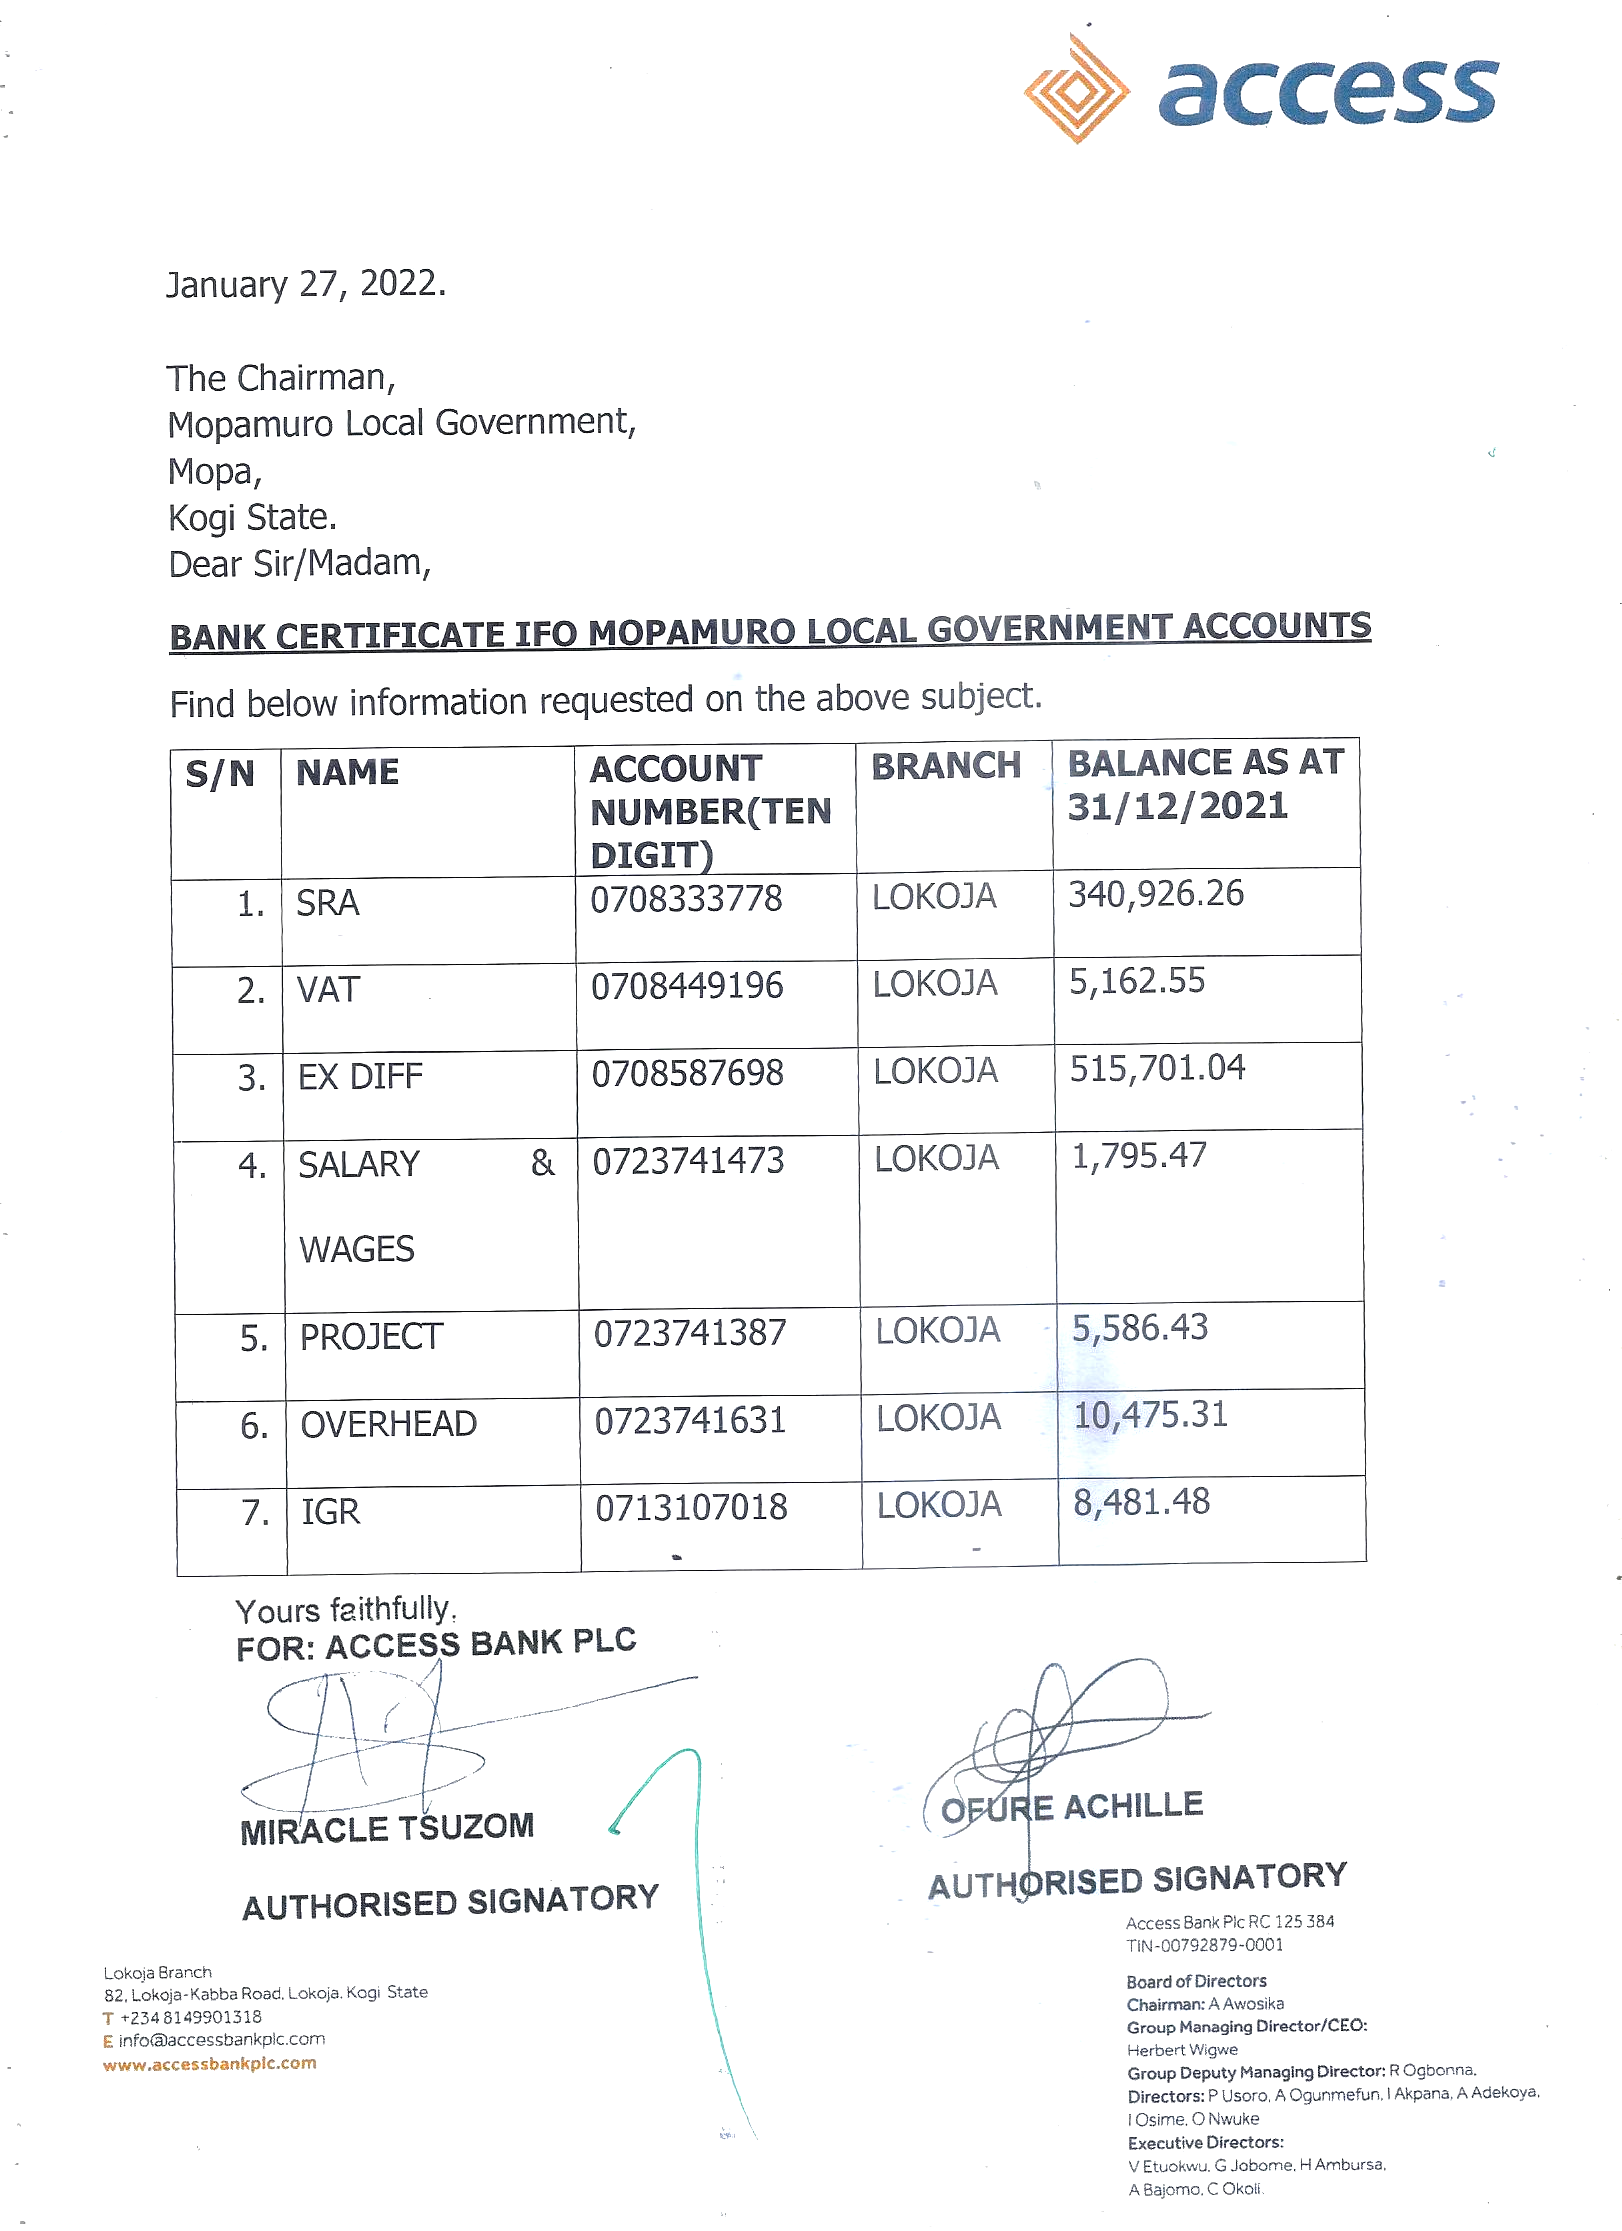 access
January 27, 2022.
The Chairman,
Mopamuro Local Government,
Mopa,
Kogi State.
Dear Sir/Madam,
BANK CERTIFICATE IFO MOPAMURO LOCAL GOVERNMENT ACCOUNTS
Find below information requested on the above subject.
S/N NAME ACCOUNT NUMBER(TEN DIGIT) BRANCH BALANCE AS AT 31/12/2021
1. SRA 0708333778 LOKOJA 340,926.26
2. VAT 0708449196 LOKOJA 5,162.55
3. EX DIFF 0708587698 LOKOJA 515,701.04
4. SALARY & WAGES 0723741473 LOKOJA 1,795.47
5. PROJECT 0723741387 LOKOJA 5,586.43
6. OVERHEAD 0723741631 LOKOJA 10,475.31
7. IGR 0713107018 LOKOJA 8,481.48
Yours faithfully,
FOR: ACCESS BANK PLC
MIRACLE TSUZOM
AUTHORISED SIGNATORY
OFURE ACHILLE
AUTHORISED SIGNATORY
Lokoja Branch
82, Lokoja-Kabba Road, Lokoja. Kogi State
T +234 8149901318
E info@accessbankplc.com
www.accessbankplc.com
Access Bank Plc RC 125 384
TIN-00792879-0001
Board of Directors
Chairman: A Awosika
Group Managing Director/CEO:
Herbert Wigwe
Group Deputy Managing Director: R Ogbonna.
Directors: P Usoro, A Ogunmefun, I Akpana, A Adekoya,
I Osime, O Nwuke
Executive Directors:
V Etuokwu, G Jobome, H Ambursa,
A Bajomo, C Okoli.